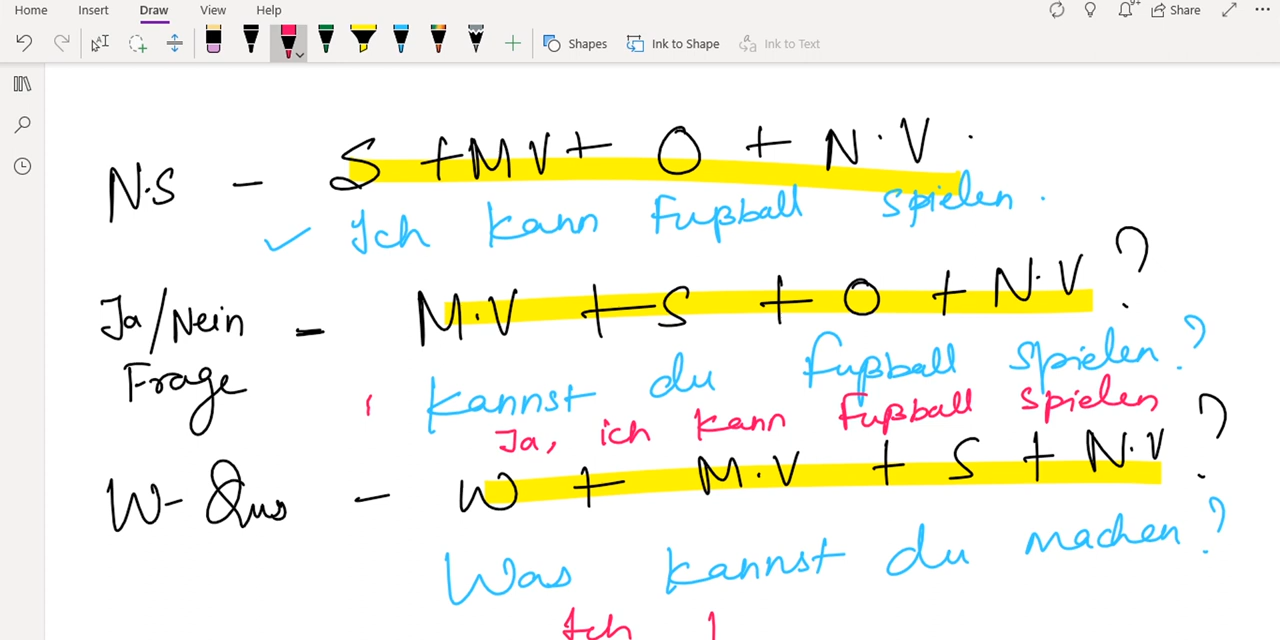 Home Insert Draw View Help Share
Shapes Ink to Shape Ink to Text
N.S - S + MV + O + N.V.
Ich kann Fußball spielen.
Ja/Nein Frage - M.V + S + O + N.V?
kannst du Fußball spielen?
Ja, ich kann Fußball spielen
W- Qus - W + M.V + S + N.V?
Was kannst du machen?
Ich